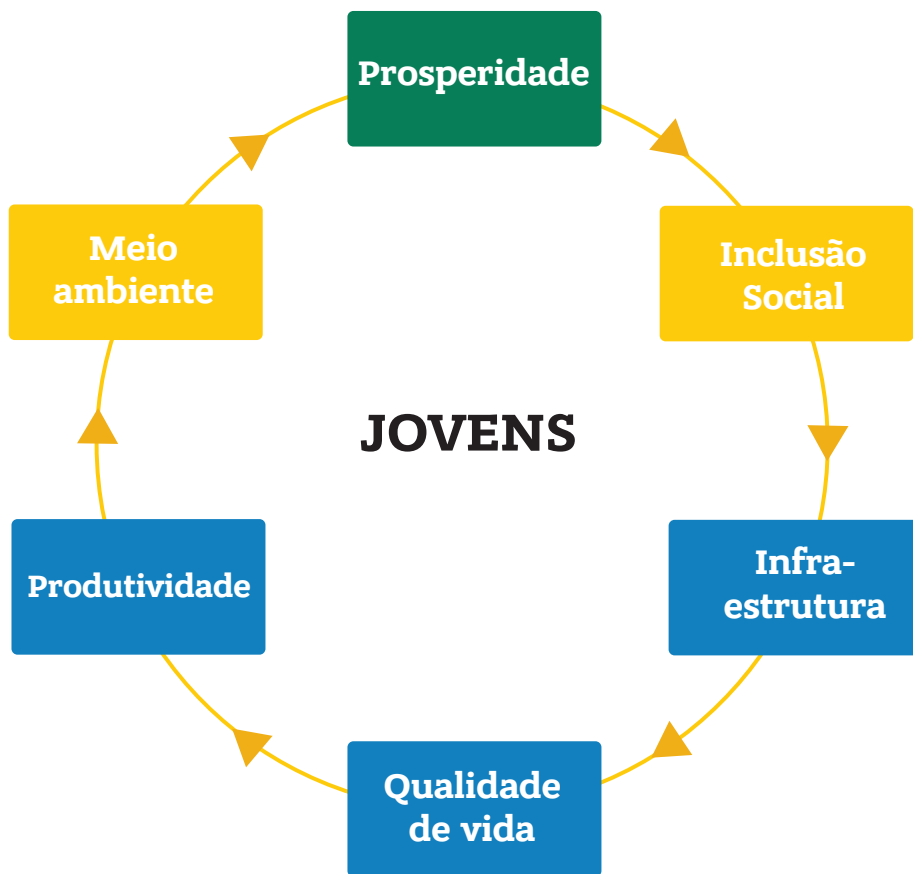 Prosperidade
Meio
ambiente
Inclusão
Social
JOVENS
Produtividade
Infra-
estrutura
Qualidade
de vida